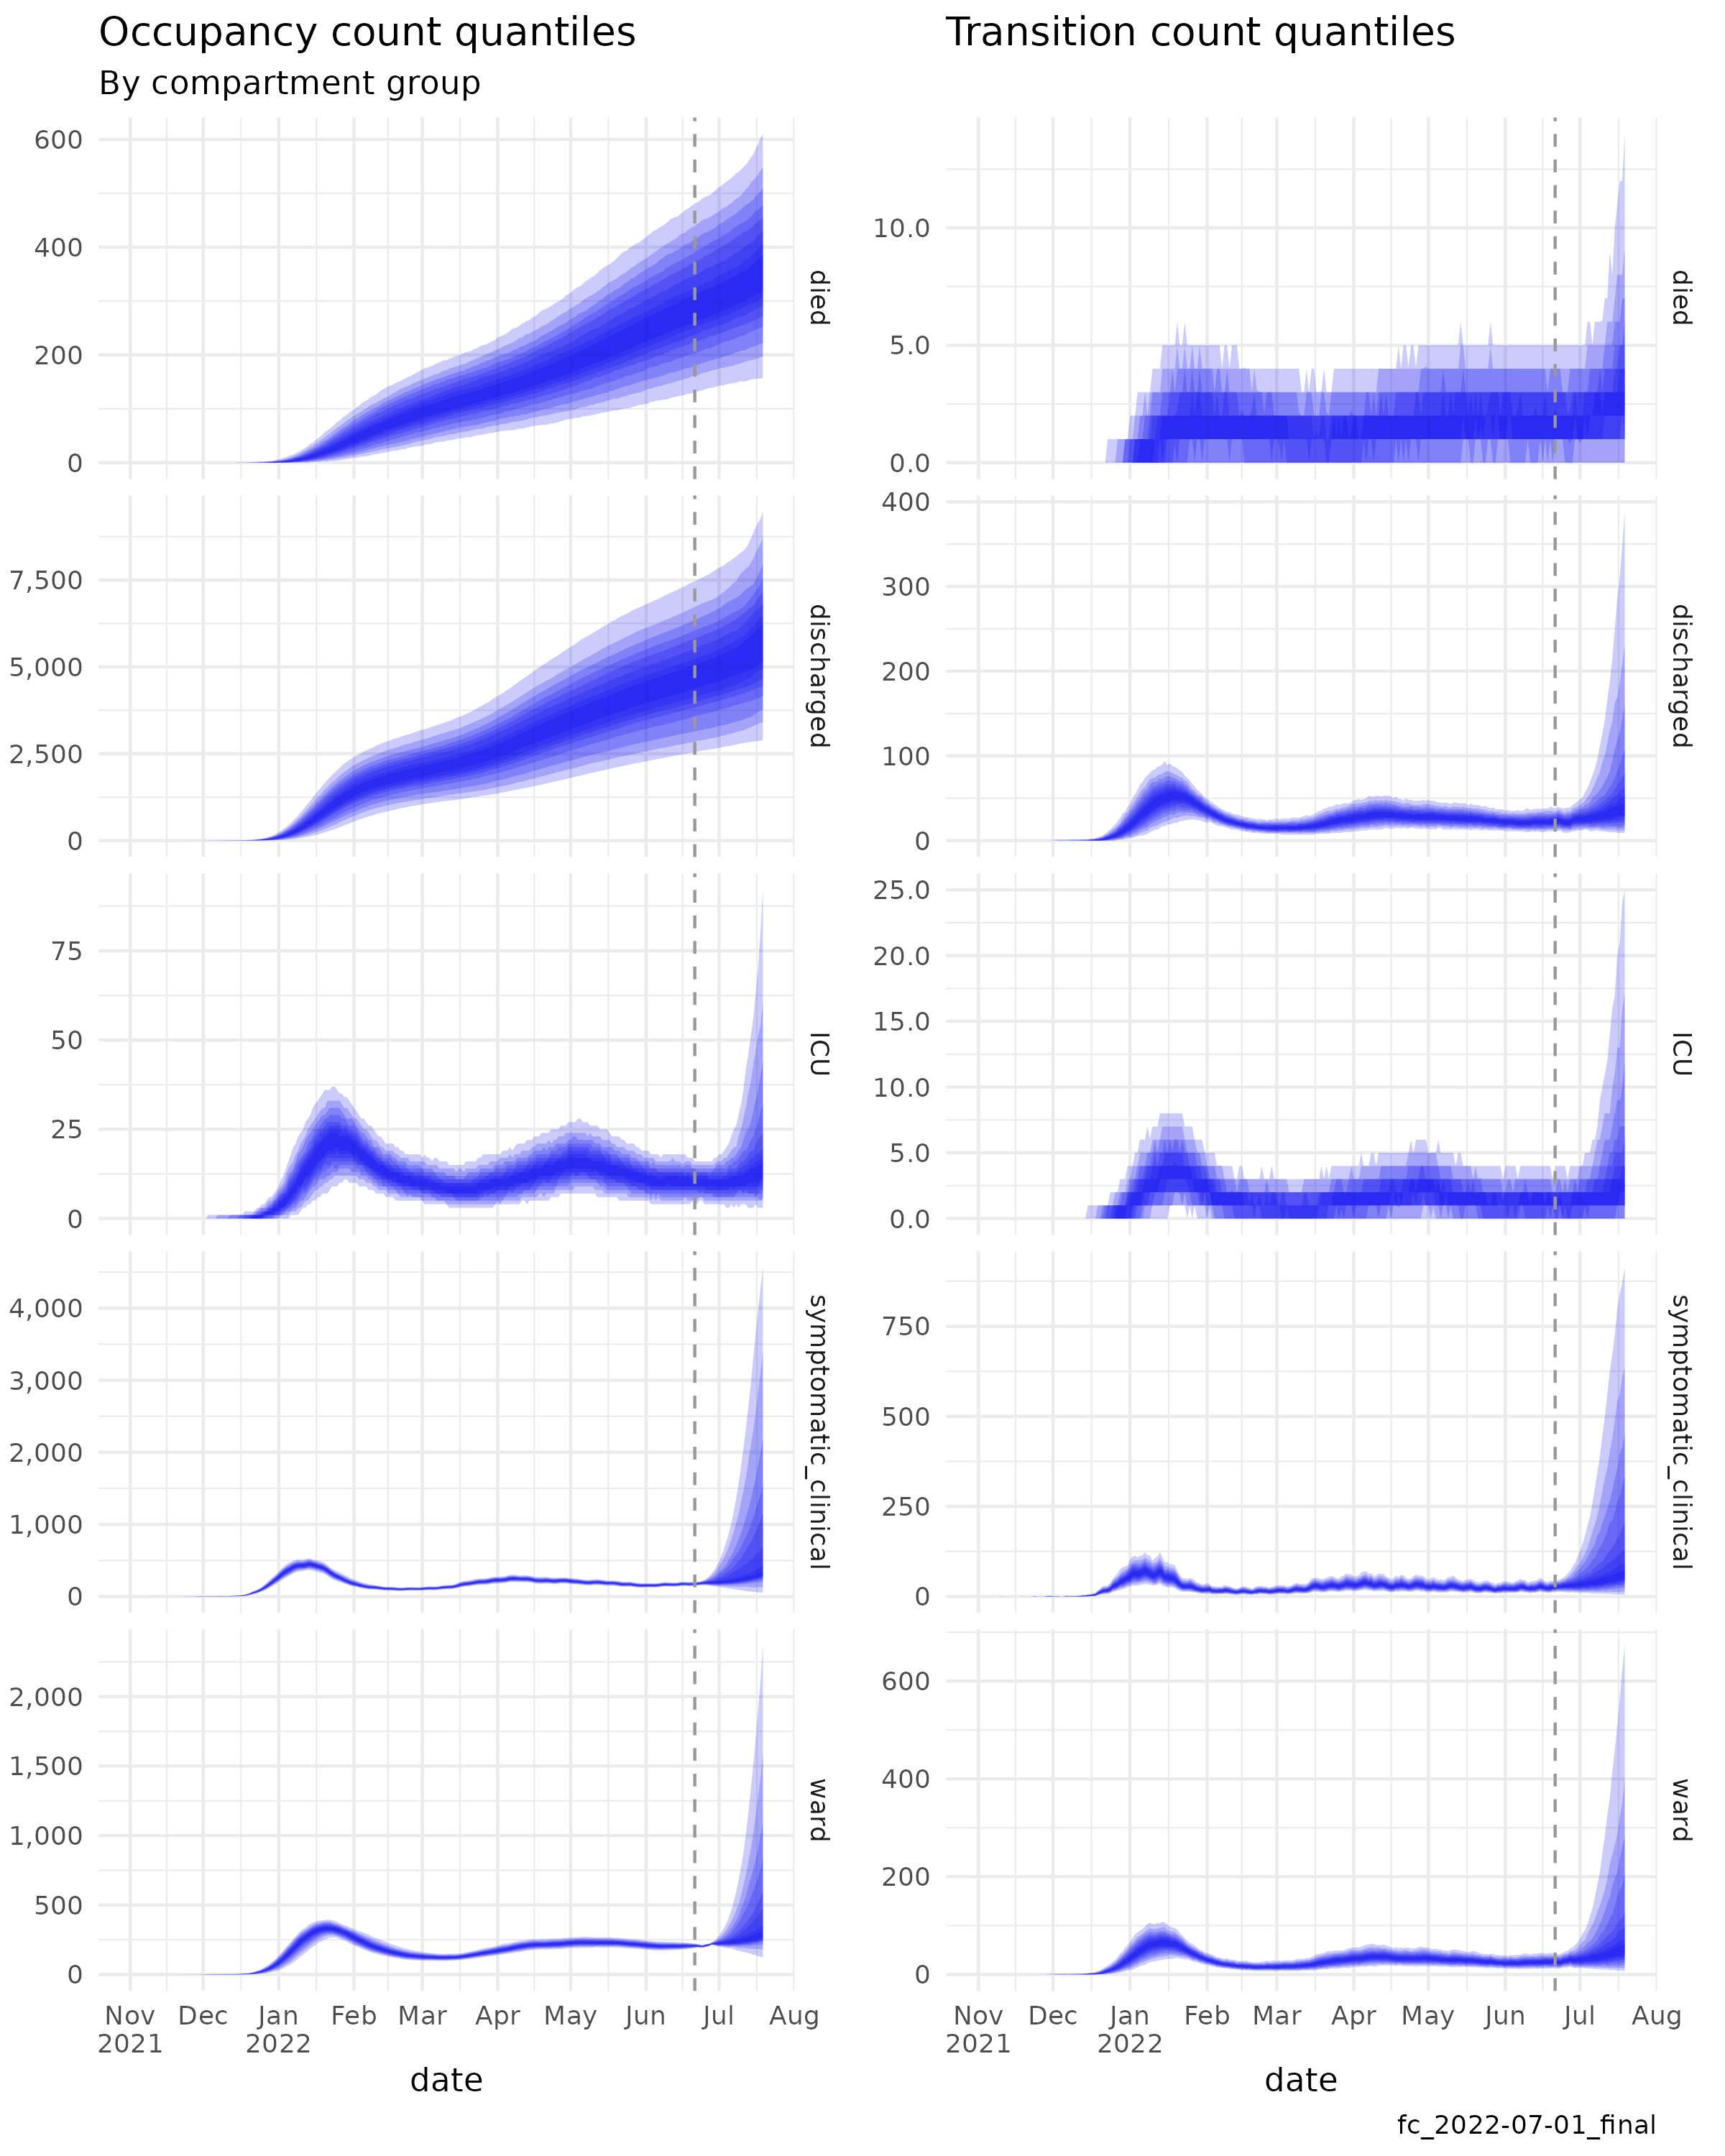 Occupancy count quantiles
By compartment group
600
400
200
0
died
7,500
5,000
2,500
0
discharged
75
50
25
0
ICU
4,000
3,000
2,000
1,000
0
symptomatic_clinical
2,000
1,500
1,000
500
0
ward
Nov Dec Jan Feb Mar Apr May Jun Jul Aug
2021 2022
date
Transition count quantiles
10.0
5.0
0.0
died
400
300
200
100
0
discharged
25.0
20.0
15.0
10.0
5.0
0.0
ICU
750
500
250
0
symptomatic_clinical
600
400
200
0
ward
Nov Dec Jan Feb Mar Apr May Jun Jul Aug
2021 2022
date
fc_2022-07-01_final